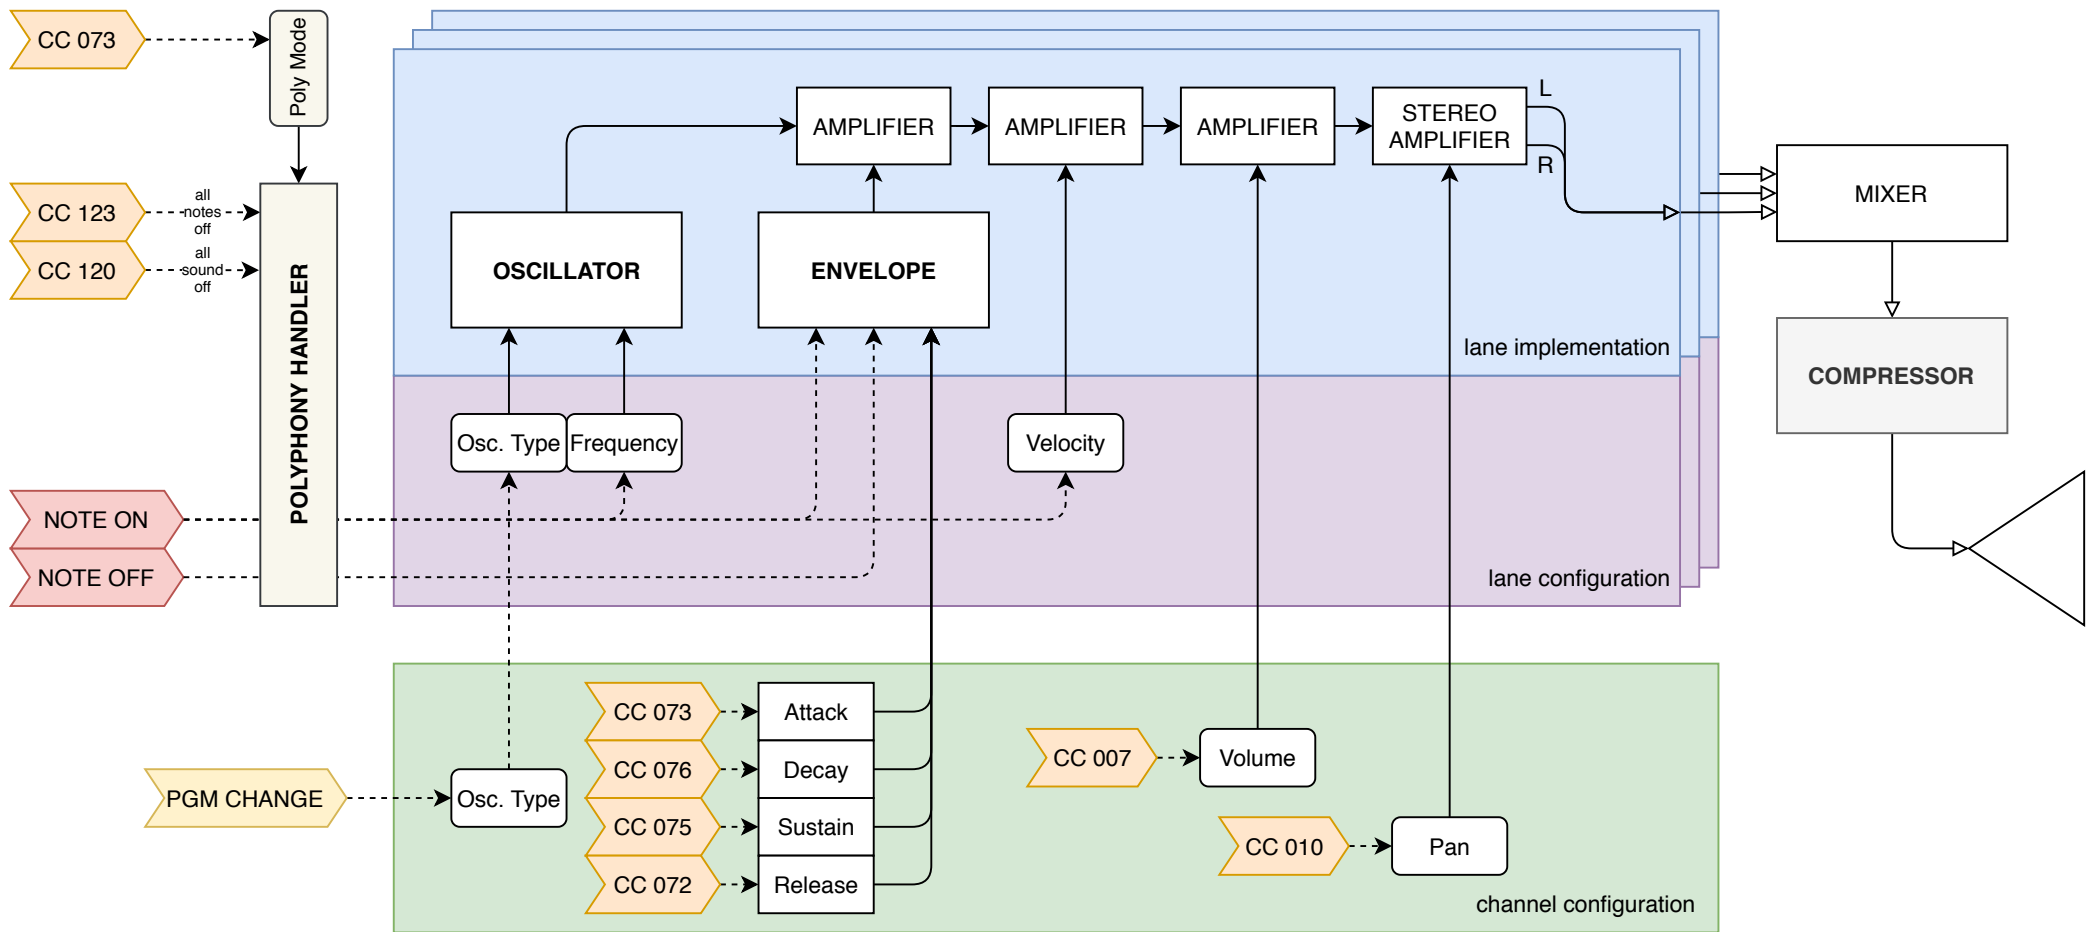 CC 073
Poly Mode
CC 123
all
notes
off
CC 120
all
sound
off
POLYPHONY HANDLER
NOTE ON
NOTE OFF
AMPLIFIER
AMPLIFIER
AMPLIFIER
STEREO
AMPLIFIER
L
R
OSCILLATOR
ENVELOPE
lane implementation
Osc. Type
Frequency
Velocity
lane configuration
MIXER
COMPRESSOR
PGM CHANGE
Osc. Type
CC 073
Attack
CC 076
Decay
CC 075
Sustain
CC 072
Release
CC 007
Volume
CC 010
Pan
channel configuration